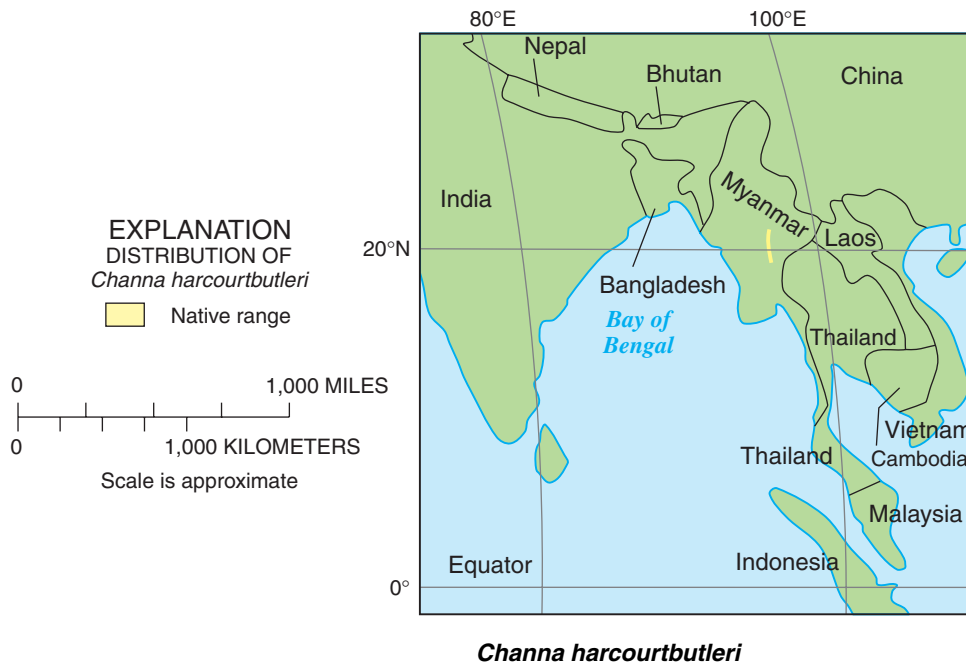 80°E
100°E
Nepal
Bhutan
China
India
Myanmar
EXPLANATION
DISTRIBUTION OF
Channa harcourtbutleri
Native range
20°N
Laos
Bangladesh
Bay of
Bengal
Thailand
0
1,000 MILES
0
1,000 KILOMETERS
Scale is approximate
Vietnam
Cambodia
Thailand
Malaysia
Indonesia
Equator
0°
Channa harcourtbutleri